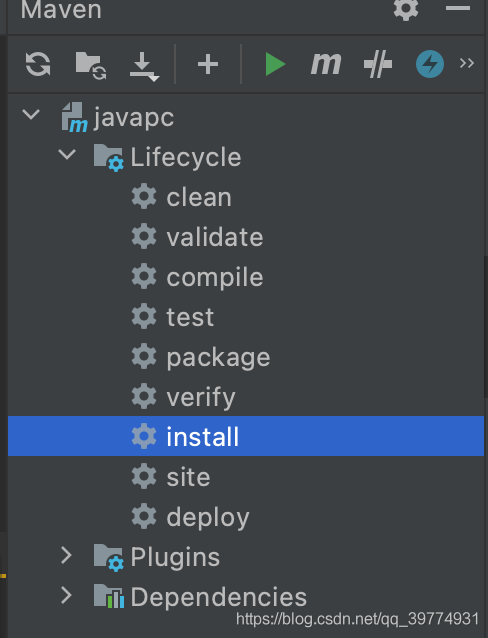 Maven
m
m javapc
Lifecycle
clean
validate
compile
test
package
verify
install
site
deploy
Plugins
Dependencies
https://blog.csdn.net/qq_39774931